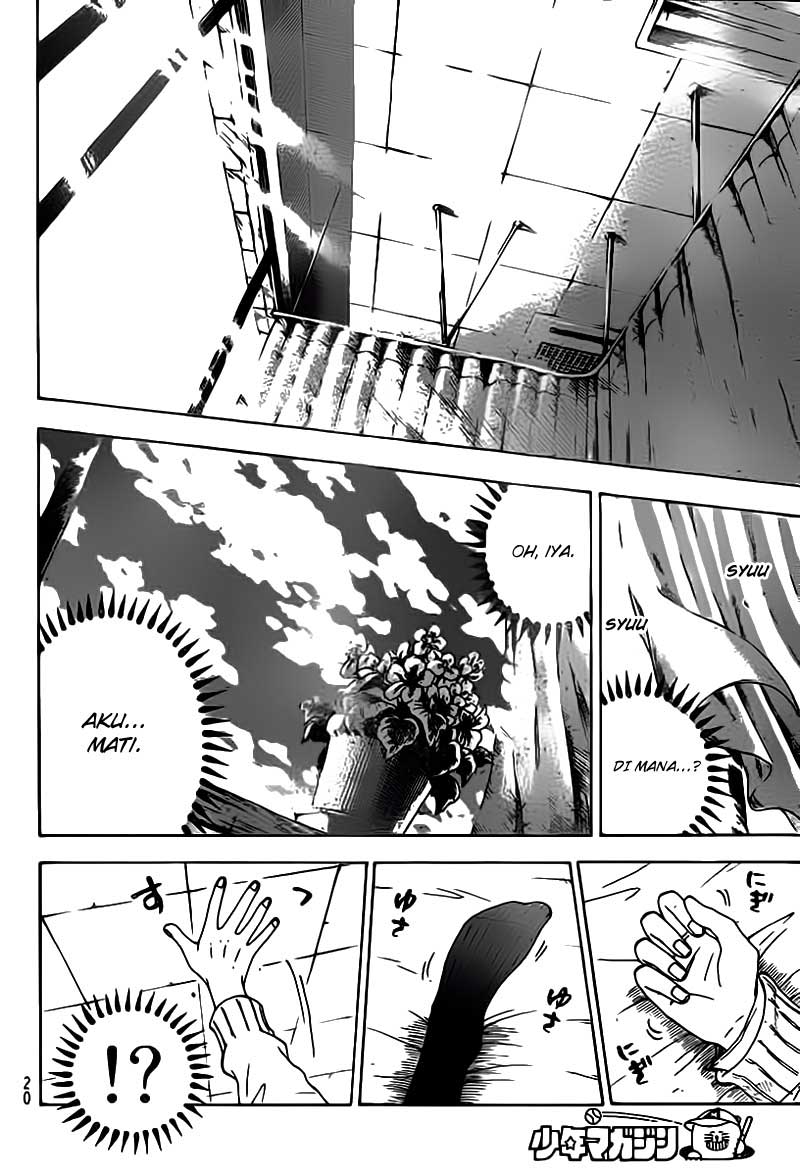 SYUU
SYUU
DI MANA...?
OH, IYA.
AKU...
MATI.
にぎ
にぎ
ゆさ
ゆさ
すっ
!?
20
少年マガジン